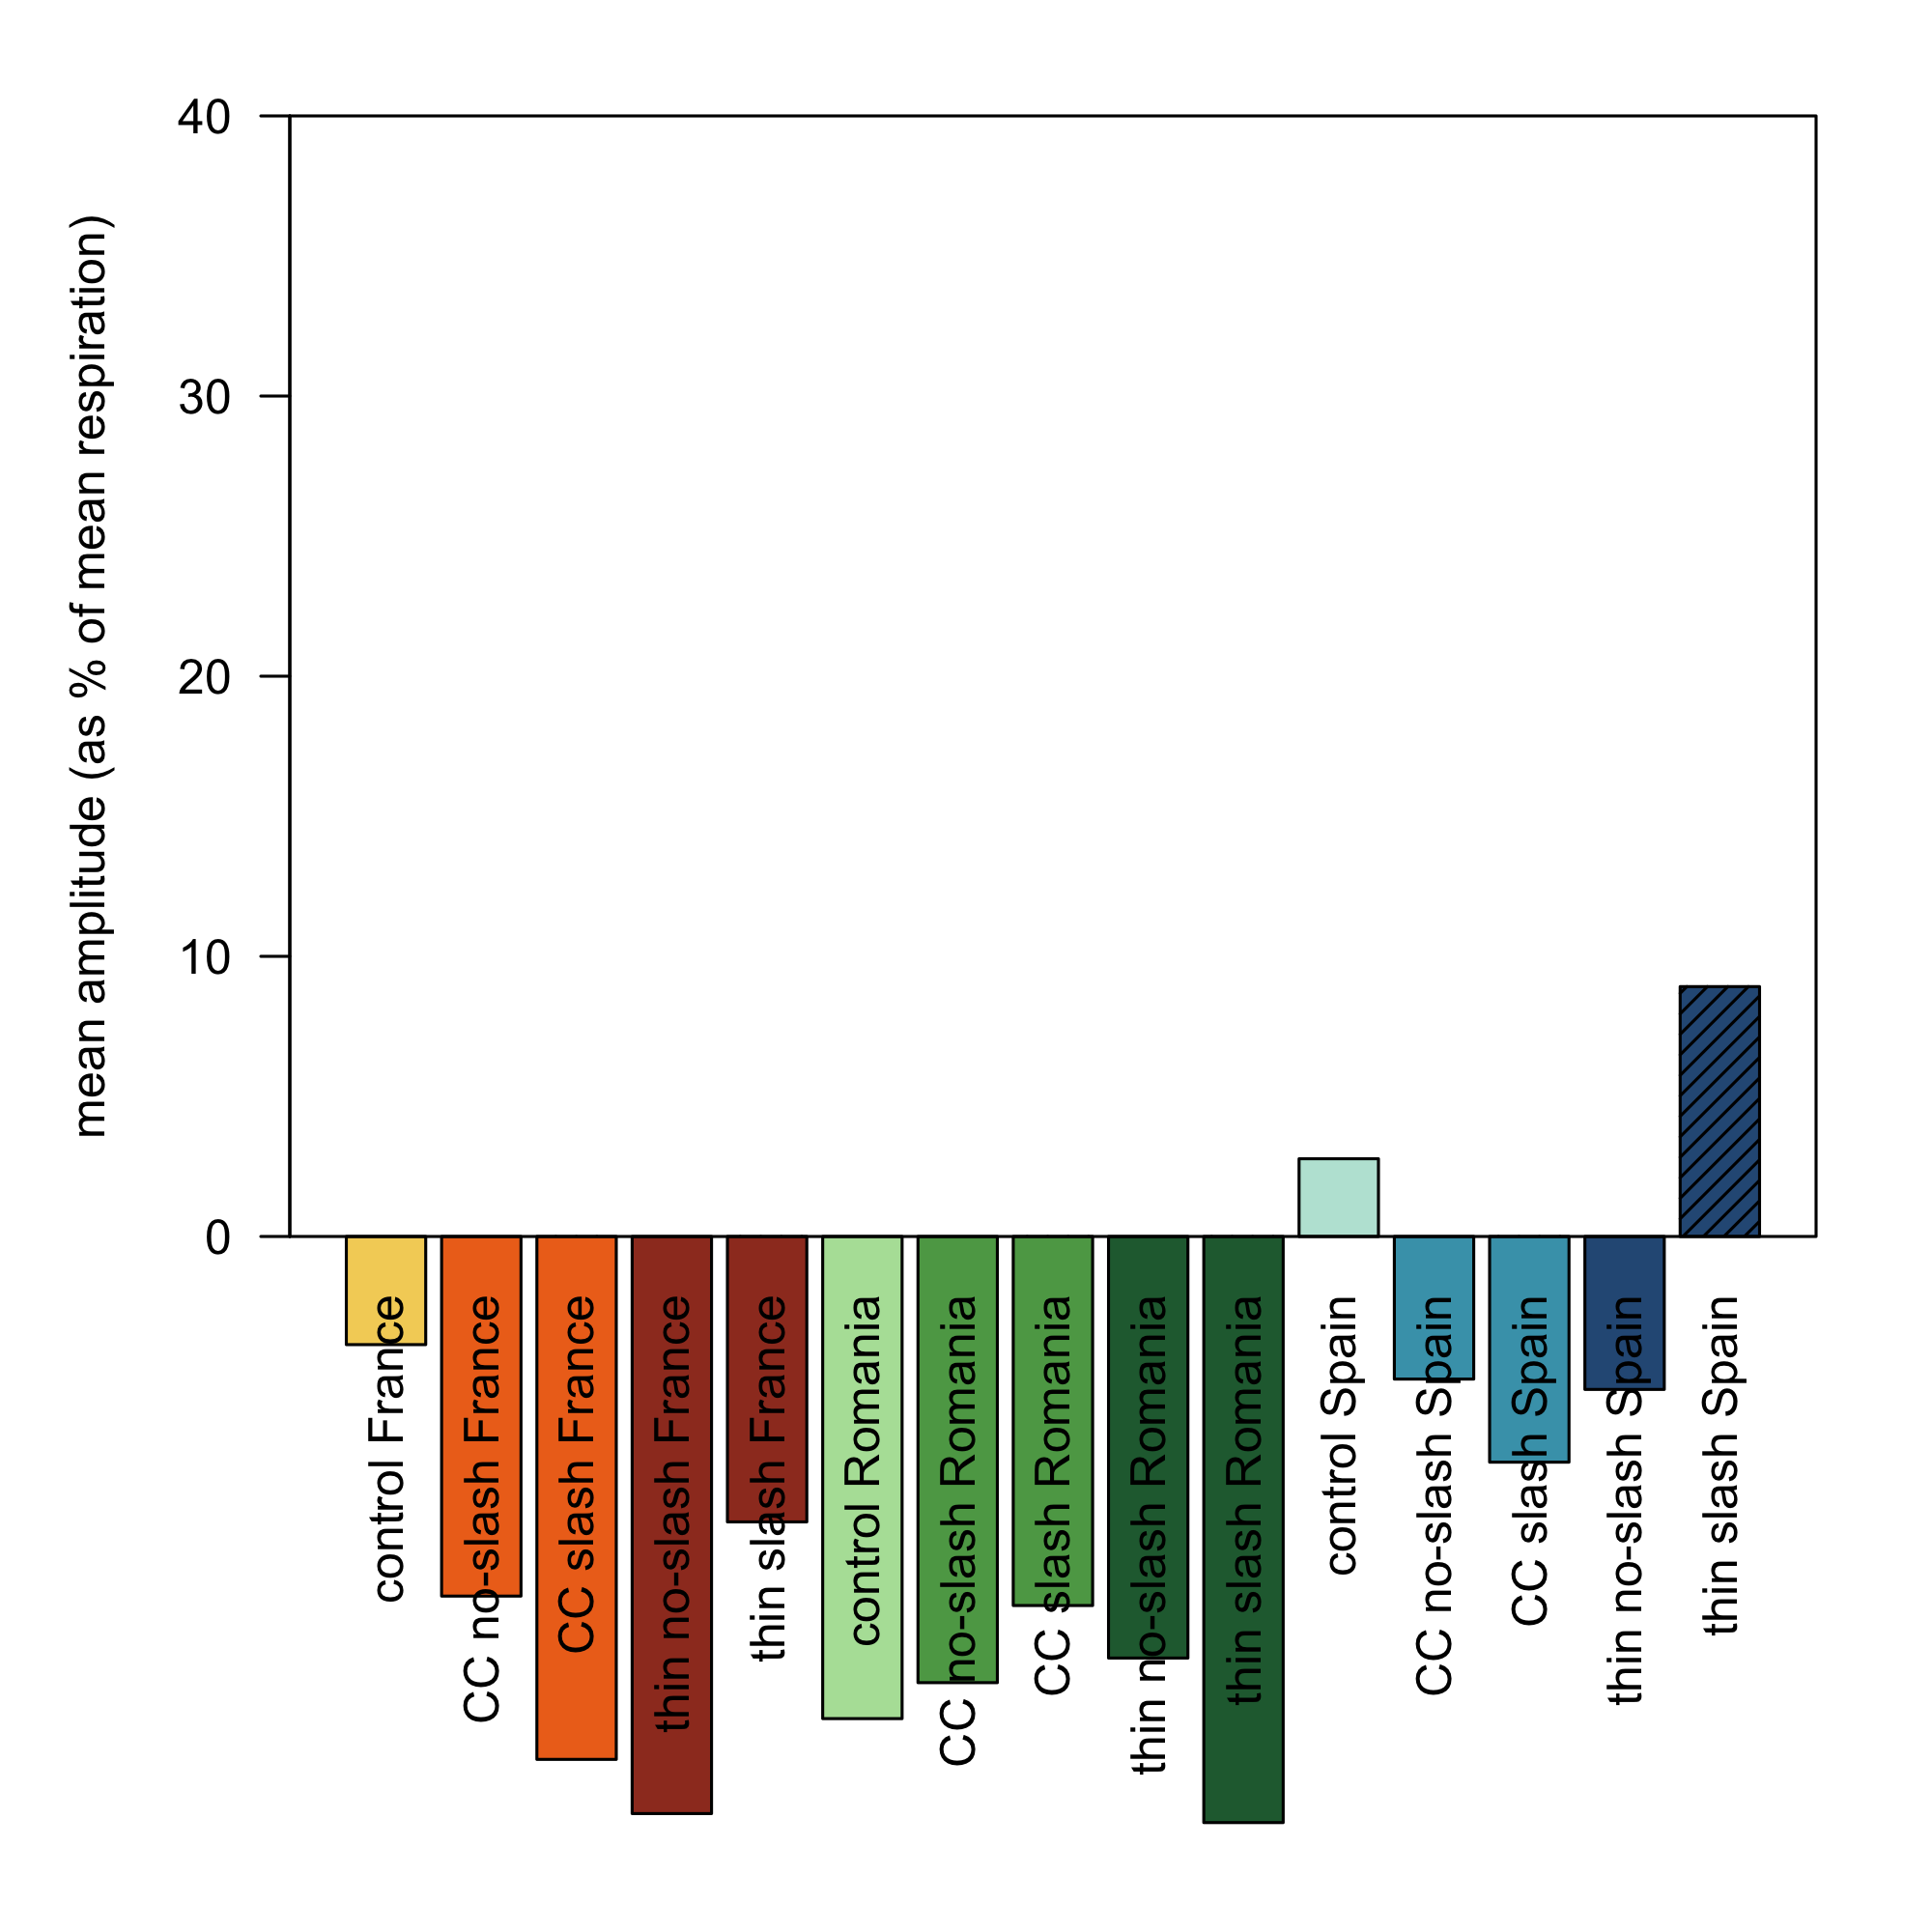 mean amplitude (as % of mean respiration)
40
30
20
10
0
control France
CC no-slash France
CC slash France
thin no-slash France
thin slash France
control Romania
CC no-slash Romania
CC slash Romania
thin no-slash Romania
thin slash Romania
control Spain
CC no-slash Spain
CC slash Spain
thin no-slash Spain
thin slash Spain